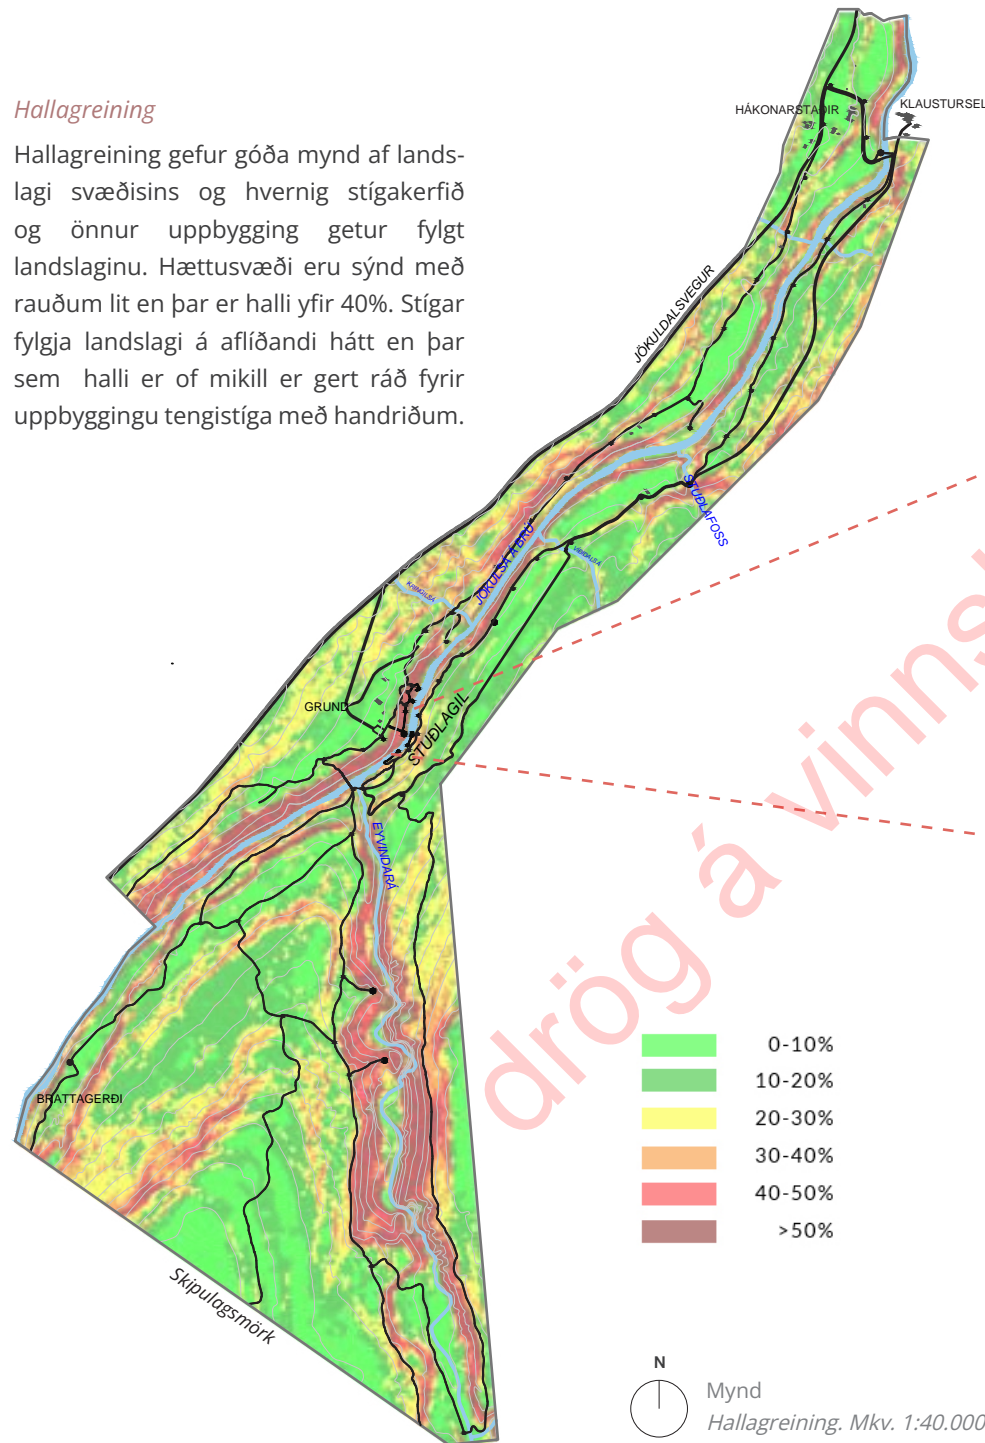 Hallagreining
Hallagreining gefur góða mynd af lands-
lagi svæðisins og hvernig stígakerfið
og önnur uppbygging getur fylgt
landslaginu. Hættusvæði eru sýnd með
rauðum lit en þar er halli yfir 40%. Stígar
fylgja landslagi á aflíðandi hátt en þar
sem halli er of mikill er gert ráð fyrir
uppbyggingu tengistíga með handriðum.
HÁKONARSTAÐIR
KLAUSTURSEL
JÖKULDALSVEGUR
STUÐLAFOSS
JÖKULSÁ Á BRÚ
VÍÐIDALSÁ
GRUND
STUÐLAGIL
EYVINDARÁ
BRATTAGERÐI
Skipulagsmörk
drög á vinns
0-10%
10-20%
20-30%
30-40%
40-50%
>50%
N
Mynd
Hallagreining. Mkv. 1:40.000